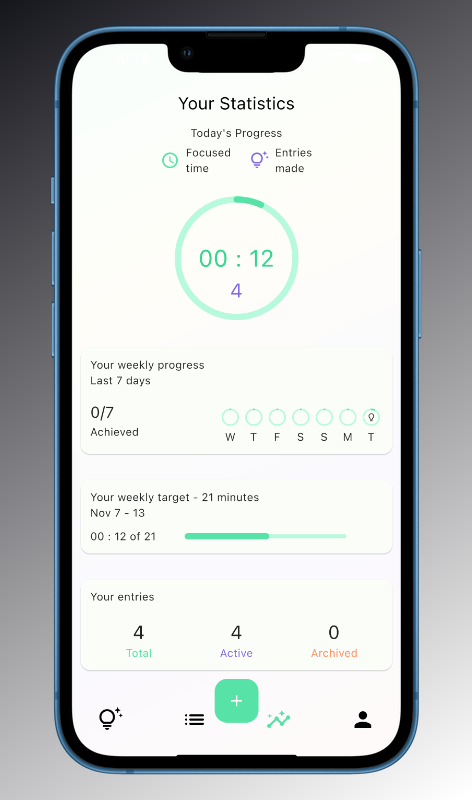 Your Statistics
Today's Progress
Focused time
Entries made
00 : 12
4
Your weekly progress
Last 7 days
0/7
Achieved
W T F S S M T
Your weekly target - 21 minutes
Nov 7 - 13
00 : 12 of 21
Your entries
4 4 0
Total Active Archived
+